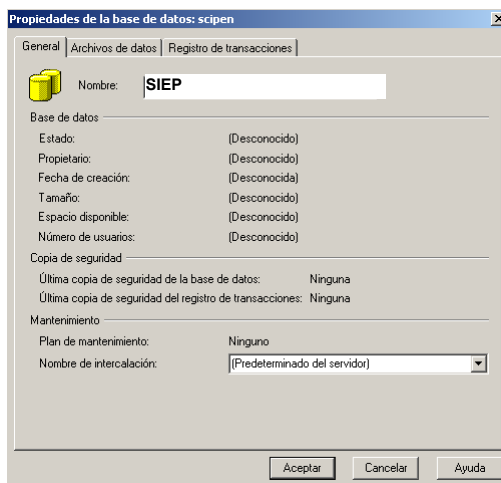 Propiedades de la base de datos: scipen
General Archivos de datos Registro de transacciones
Nombre: SIEP
Base de datos
Estado: (Desconocido)
Propietario: (Desconocido)
Fecha de creación: (Desconocida)
Tamaño: (Desconocido)
Espacio disponible: (Desconocido)
Número de usuarios: (Desconocido)
Copia de seguridad
Última copia de seguridad de la base de datos: Ninguna
Última copia de seguridad del registro de transacciones: Ninguna
Mantenimiento
Plan de mantenimiento: Ninguno
Nombre de intercalación: (Predeterminado del servidor)
Aceptar Cancelar Ayuda